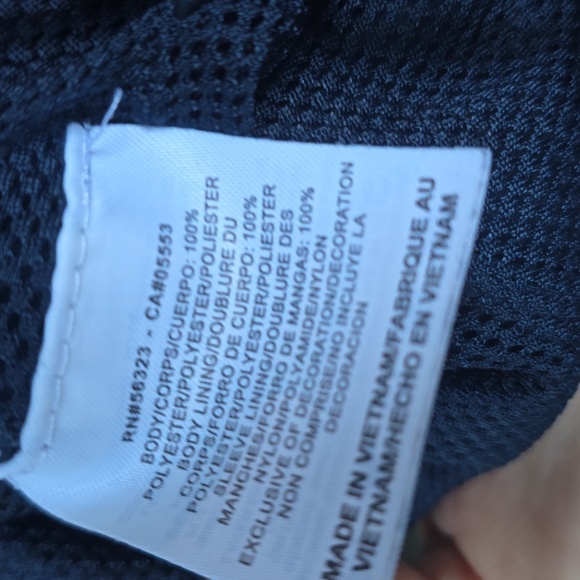 RN#56323 - CA#05553
BODY/CORPS/CUERPO: 100%
POLYESTER/POLYESTER/POLIESTER
BODY LINING/DOUBLURE DU
CORPS/FORRO DE CUERPO: 100%
POLYESTER/POLYESTER/POLIESTER
SLEEVE LINING/DOUBLURE DES
MANCHES/FORRO DE MANGAS: 100%
NYLON/POLYAMIDE/NYLON
EXCLUSIVE OF DECORATION/DECORATION
NON COMPRISE/NO INCLUYE LA
DECORACION
MADE IN VIETNAM/FABRIQUE AU
VIETNAM/HECHO EN VIETNAM